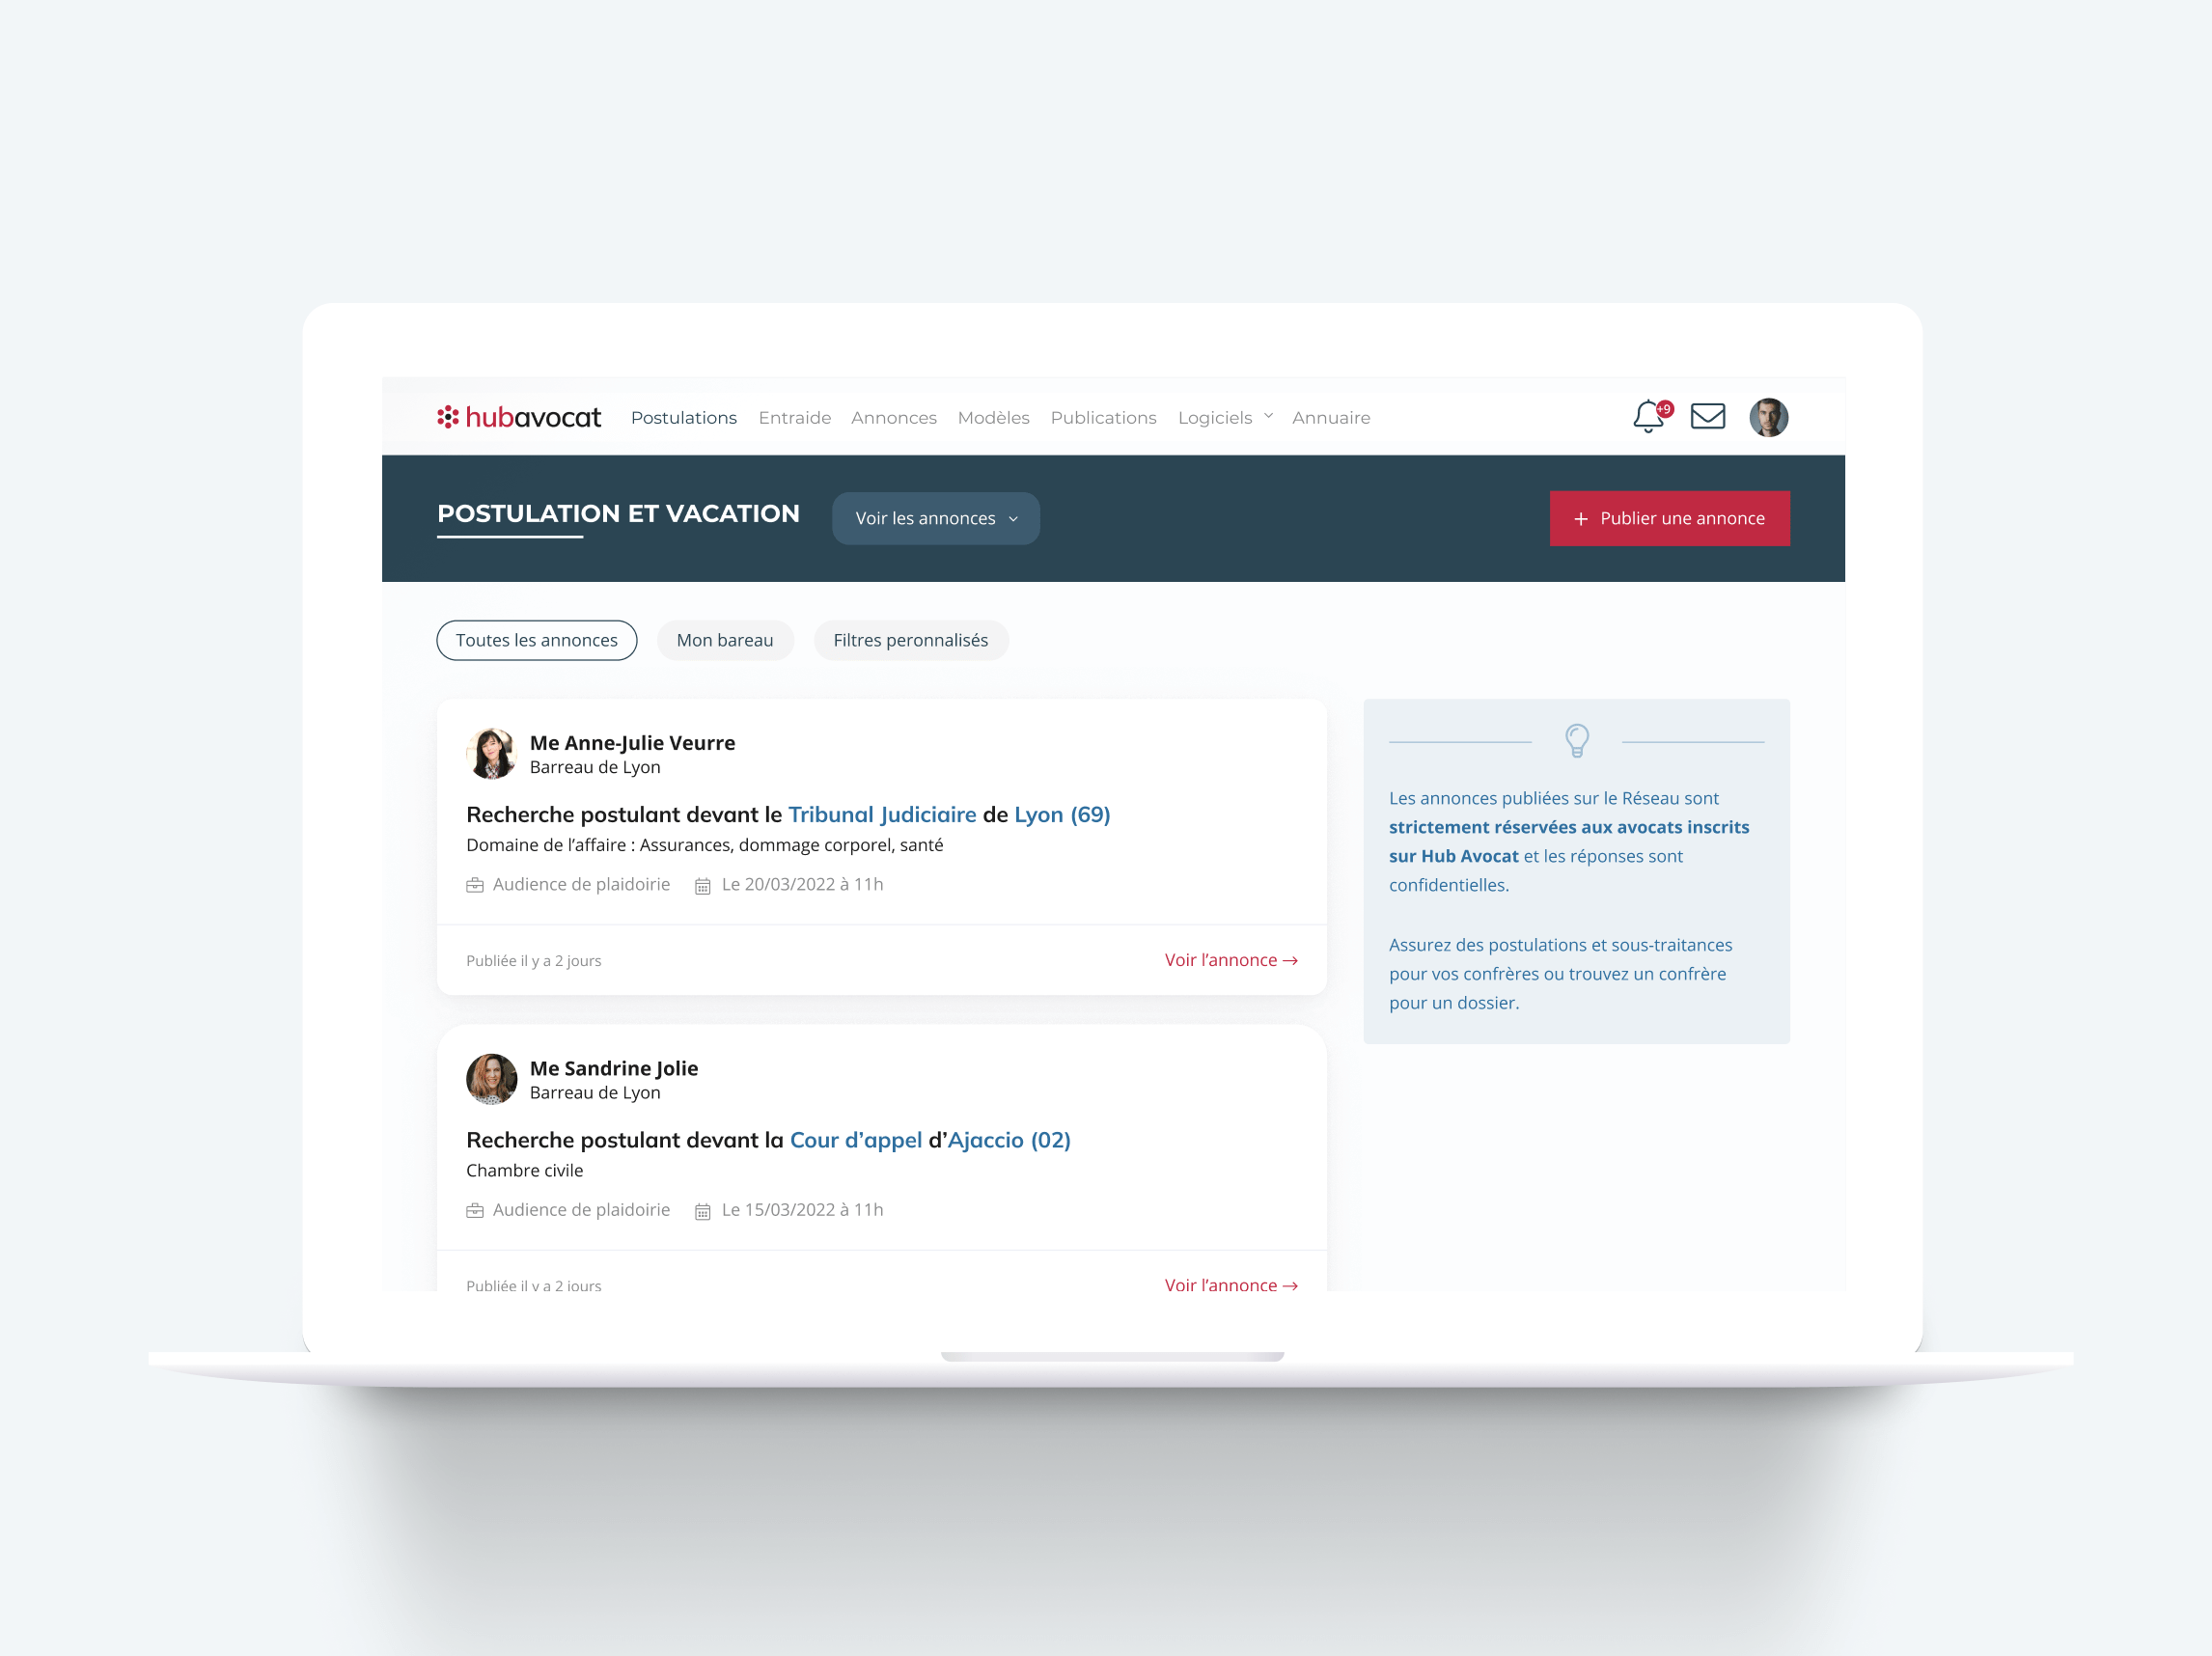 hubavocat Postulations Entraide Annonces Modèles Publications Logiciels Annuaire +9
POSTULATION ET VACATION Voir les annonces + Publier une annonce
Toutes les annonces Mon bareau Filtres peronnalisés
Me Anne-Julie Veurre
Barreau de Lyon
Recherche postulant devant le Tribunal Judiciaire de Lyon (69)
Domaine de l’affaire : Assurances, dommage corporel, santé
Audience de plaidoirie Le 20/03/2022 à 11h
Publiée il y a 2 jours Voir l’annonce →
Me Sandrine Jolie
Barreau de Lyon
Recherche postulant devant la Cour d’appel d’Ajaccio (02)
Chambre civile
Audience de plaidoirie Le 15/03/2022 à 11h
Publiée il y a 2 jours Voir l’annonce →
Les annonces publiées sur le Réseau sont
strictement réservées aux avocats inscrits
sur Hub Avocat et les réponses sont
confidentielles.
Assurez des postulations et sous-traitances
pour vos confrères ou trouvez un confrère
pour un dossier.